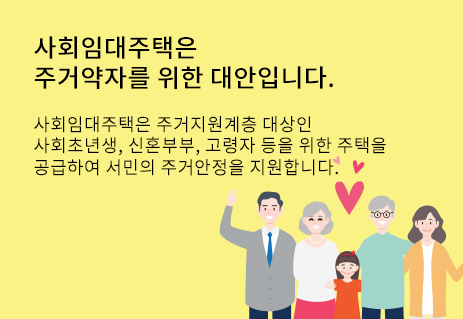 사회임대주택은
주거약자를 위한 대안입니다.
사회임대주택은 주거지원계층 대상인
사회초년생, 신혼부부, 고령자 등을 위한 주택을
공급하여 서민의 주거안정을 지원합니다.